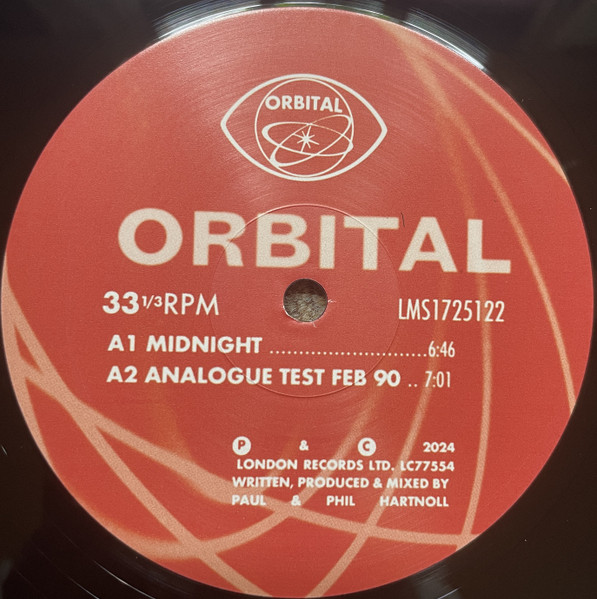 ORBITAL
ORBITAL
33 1/3 RPM LMS1725122
A1 MIDNIGHT ............................6:46
A2 ANALOGUE TEST FEB 90 .. 7:01
P & C 2024
LONDON RECORDS LTD. LC77554
WRITTEN, PRODUCED & MIXED BY
PAUL & PHIL HARTNOLL